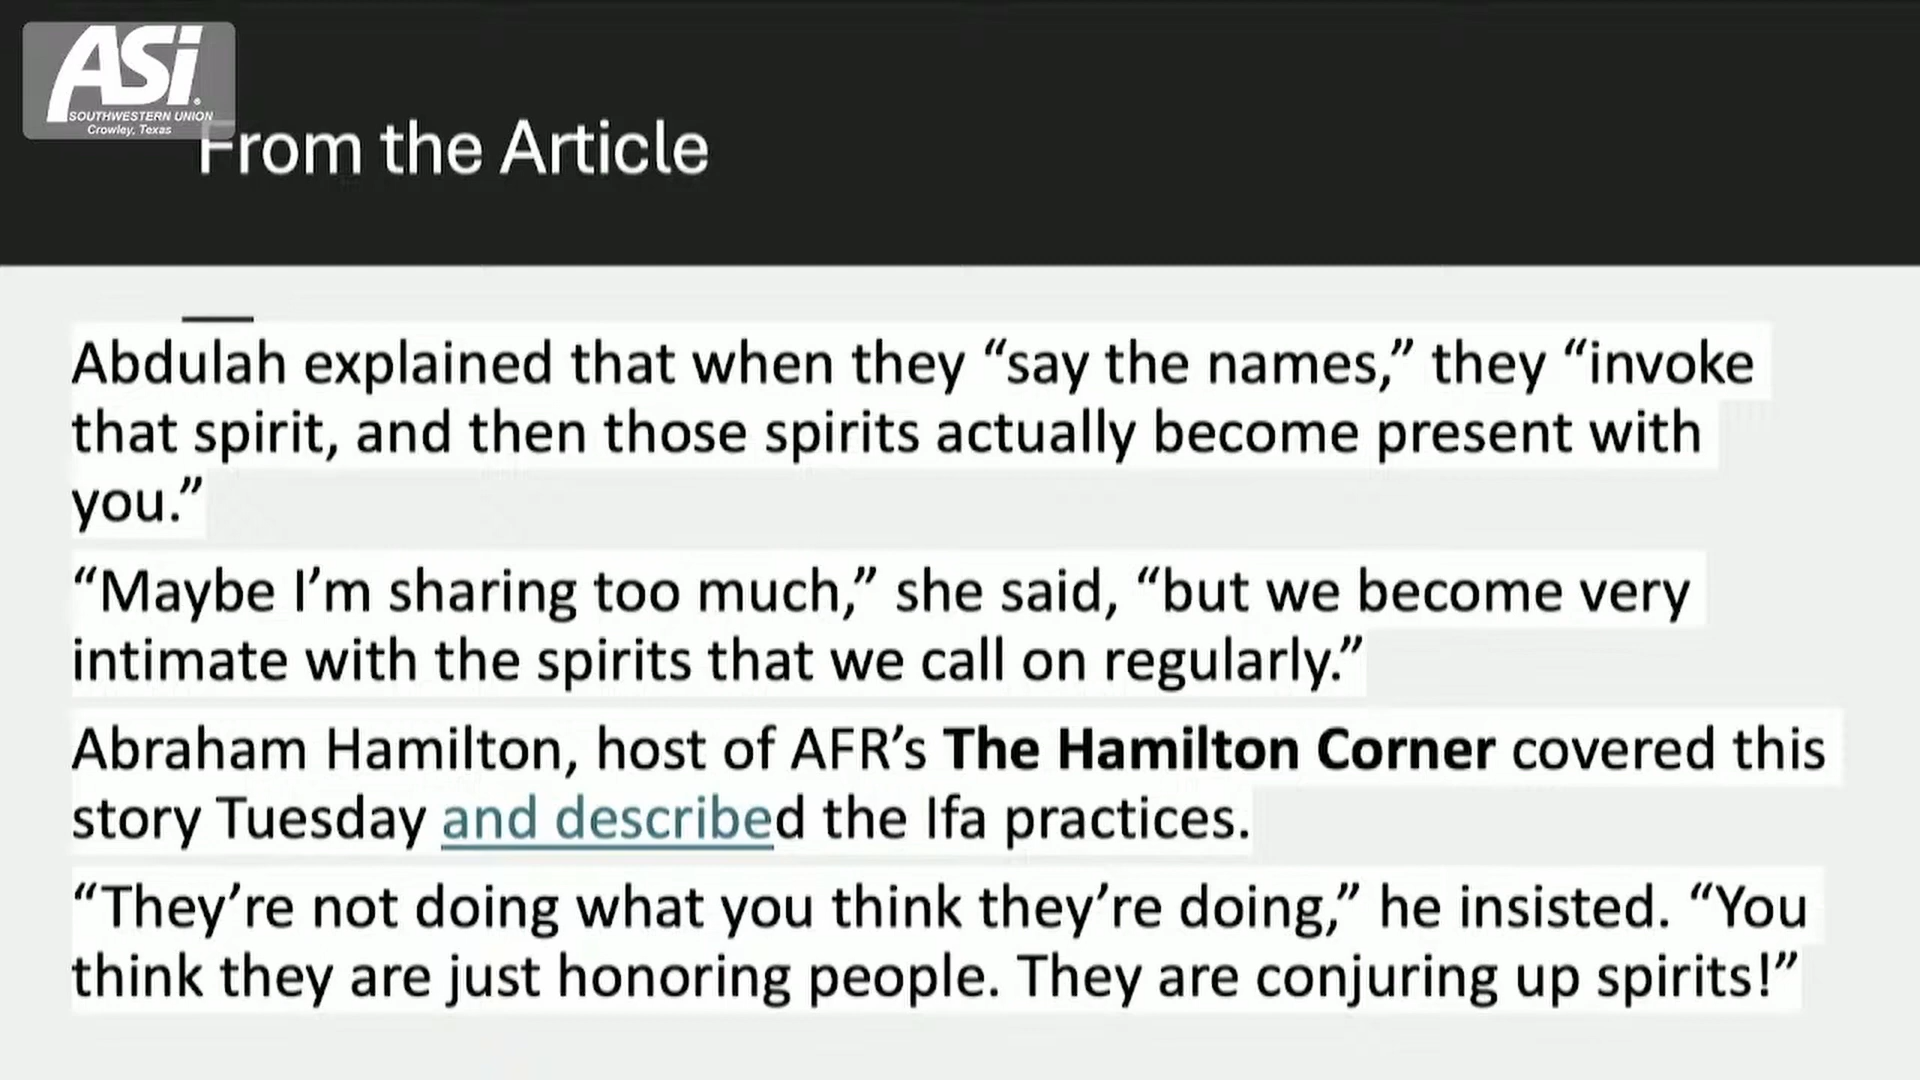 ASi.
SOUTHWESTERN UNION
Crowley, Texas
From the Article
Abdulah explained that when they “say the names,” they “invoke
that spirit, and then those spirits actually become present with
you.”
“Maybe I’m sharing too much,” she said, “but we become very
intimate with the spirits that we call on regularly.”
Abraham Hamilton, host of AFR’s The Hamilton Corner covered this
story Tuesday and described the Ifa practices.
“They’re not doing what you think they’re doing,” he insisted. “You
think they are just honoring people. They are conjuring up spirits!”